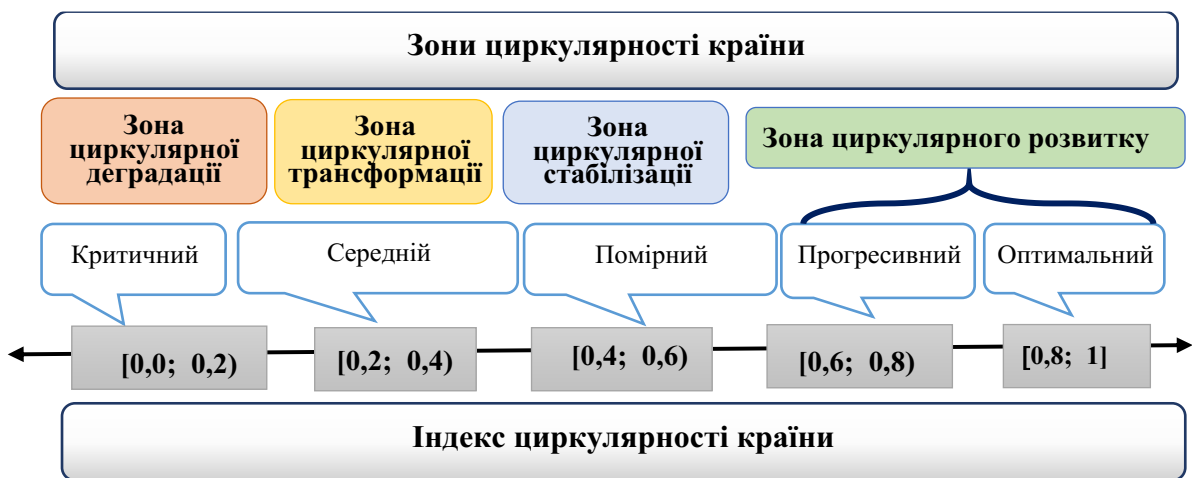 Зони циркулярності країни
Зона
циркулярної
деградації
Зона
циркулярної
трансформації
Зона
циркулярної
стабілізації
Зона циркулярного розвитку
Критичний
Середній
Помірний
Прогресивний
Оптимальний
[0,0; 0,2)
[0,2; 0,4)
[0,4; 0,6)
[0,6; 0,8)
[0,8; 1]
Індекс циркулярності країни